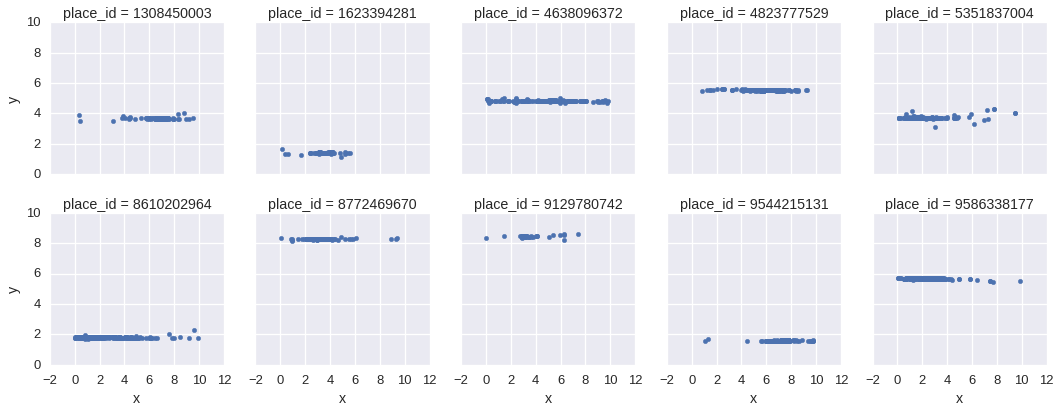 place_id = 1308450003 place_id = 1623394281 place_id = 4638096372 place_id = 4823777529 place_id = 5351837004
10
8
6
4
2
0
y
place_id = 8610202964 place_id = 8772469670 place_id = 9129780742 place_id = 9544215131 place_id = 9586338177
10
8
6
4
2
0
y
−2 0 2 4 6 8 10 12 −2 0 2 4 6 8 10 12 −2 0 2 4 6 8 10 12 −2 0 2 4 6 8 10 12 −2 0 2 4 6 8 10 12
x x x x x